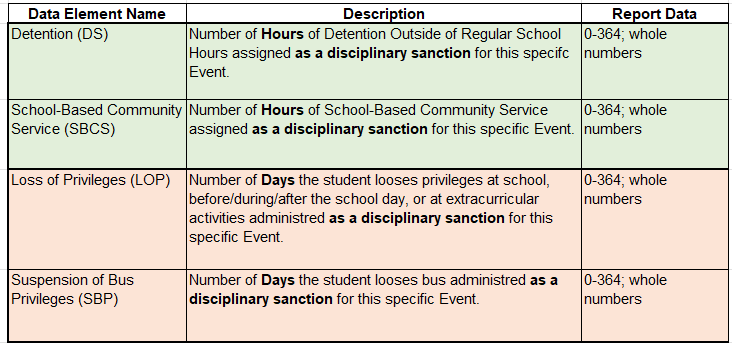 Data Element Name Description Report Data
Detention (DS) Number of Hours of Detention Outside of Regular School 0-364; whole
Hours assigned as a disciplinary sanction for this specifc numbers
Event.
School-Based Community Number of Hours of School-Based Community Service 0-364; whole
Service (SBCS) assigned as a disciplinary sanction for this specific Event. numbers
Loss of Privileges (LOP) Number of Days the student looses privileges at school, 0-364; whole
before/during/after the school day, or at extracurricular numbers
activities administred as a disciplinary sanction for this
specific Event.
Suspension of Bus Number of Days the student looses bus administred as a 0-364; whole
Privileges (SBP) disciplinary sanction for this specific Event. numbers